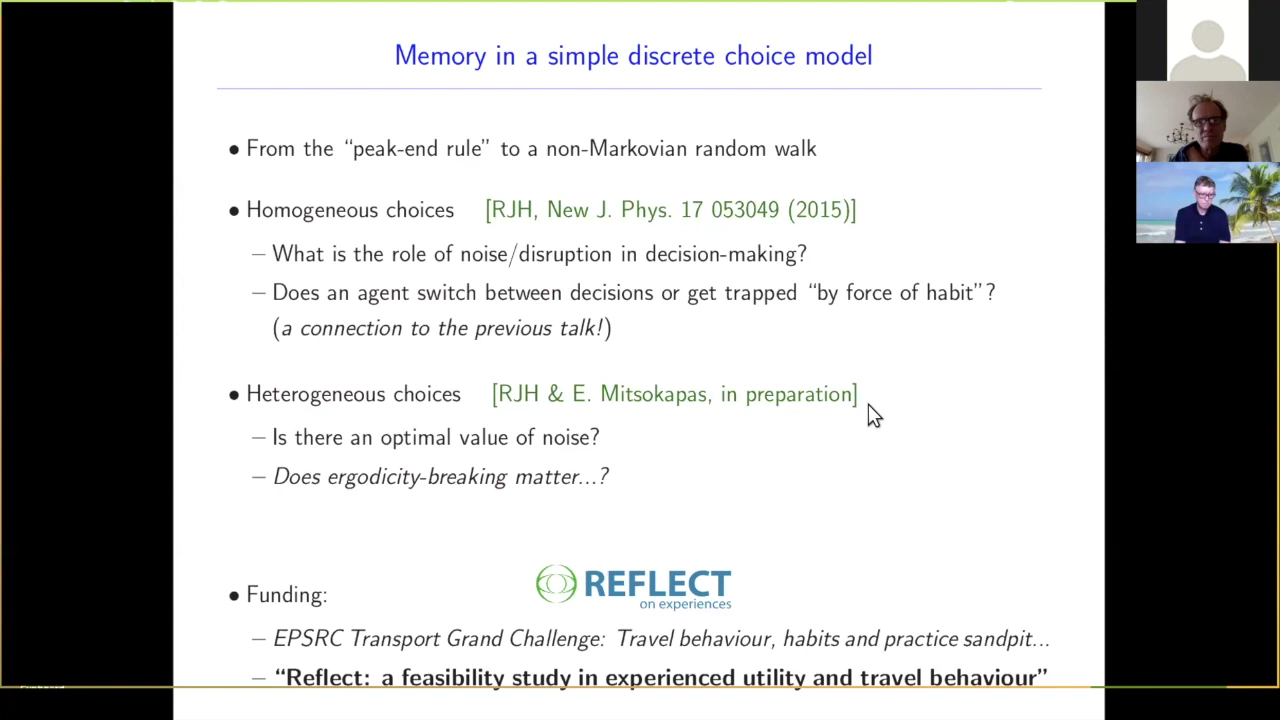 Memory in a simple discrete choice model
• From the “peak-end rule” to a non-Markovian random walk
• Homogeneous choices [RJH, New J. Phys. 17 053049 (2015)]
– What is the role of noise/disruption in decision-making?
– Does an agent switch between decisions or get trapped “by force of habit”?
(a connection to the previous talk!)
• Heterogeneous choices [RJH & E. Mitsokapas, in preparation]
– Is there an optimal value of noise?
– Does ergodicity-breaking matter...?
• Funding:
REFLECT
on experiences
– EPSRC Transport Grand Challenge: Travel behaviour, habits and practice sandpit...
– “Reflect: a feasibility study in experienced utility and travel behaviour”